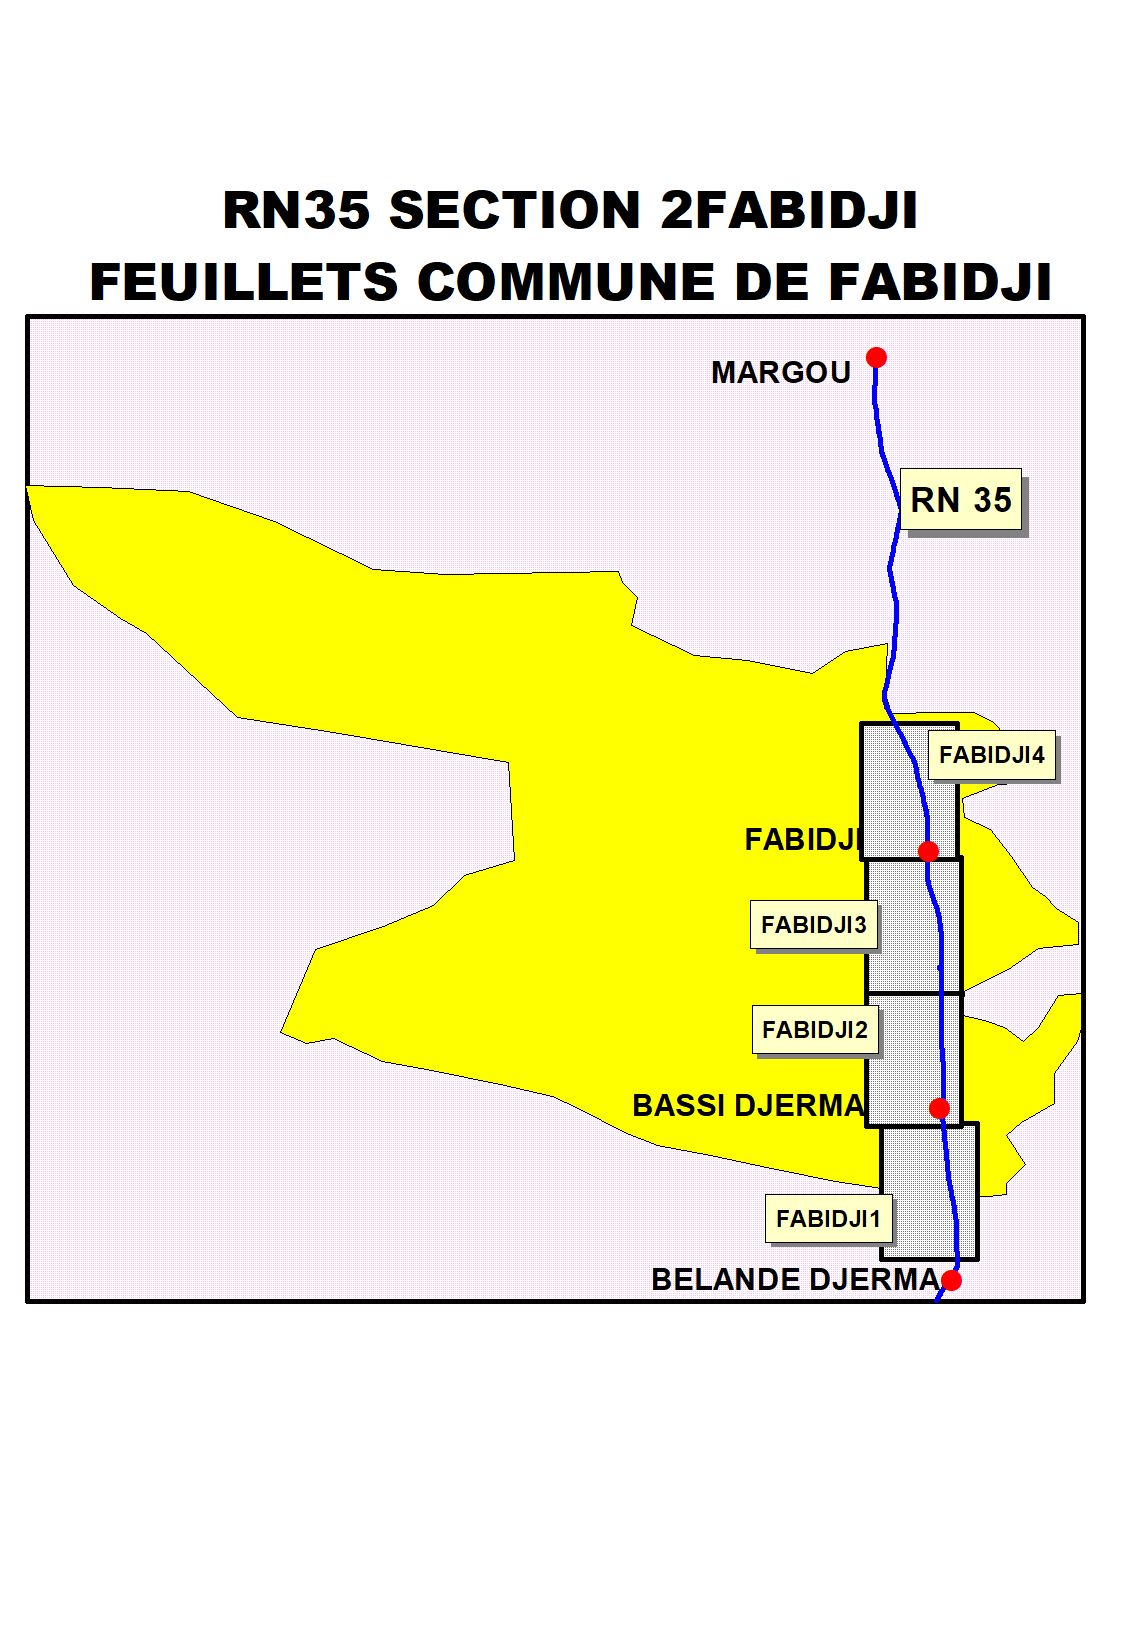 RN35 SECTION 2FABIDJI
FEUILLETS COMMUNE DE FABIDJI
MARGOU
RN 35
FABIDJI4
FABIDJI
FABIDJI3
FABIDJI2
BASSI DJERMA
FABIDJI1
BELANDE DJERMA